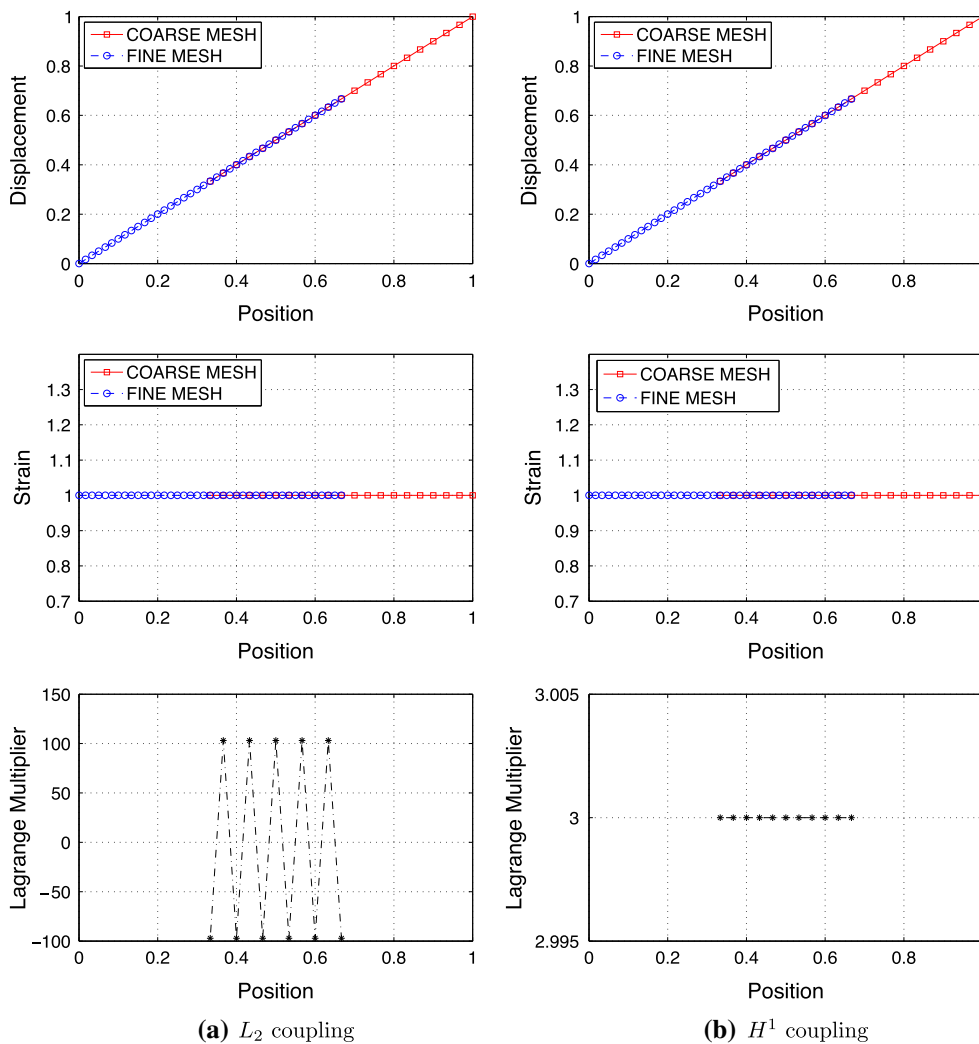 1
0.8
0.6
0.4
0.2
0
Displacement
COARSE MESH
FINE MESH
0 0.2 0.4 0.6 0.8 1
Position
1
0.8
0.6
0.4
0.2
0
Displacement
COARSE MESH
FINE MESH
0 0.2 0.4 0.6 0.8
Position
1.3
1.2
1.1
1
0.9
0.8
0.7
Strain
COARSE MESH
FINE MESH
0 0.2 0.4 0.6 0.8 1
Position
1.3
1.2
1.1
1
0.9
0.8
0.7
Strain
COARSE MESH
FINE MESH
0 0.2 0.4 0.6 0.8
Position
150
100
50
0
−50
−100
Lagrange Multiplier
0 0.2 0.4 0.6 0.8 1
Position
3.005
3
2.995
Lagrange Multiplier
0 0.2 0.4 0.6 0.8
Position
(a) L₂ coupling
(b) H¹ coupling